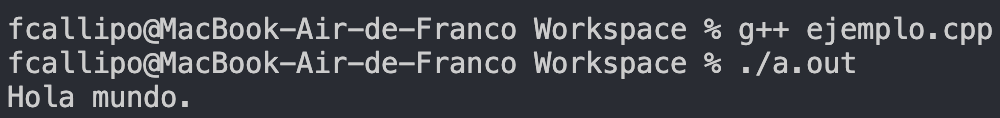 fcallipo@MacBook-Air-de-Franco Workspace % g++ ejemplo.cpp
fcallipo@MacBook-Air-de-Franco Workspace % ./a.out
Hola mundo.